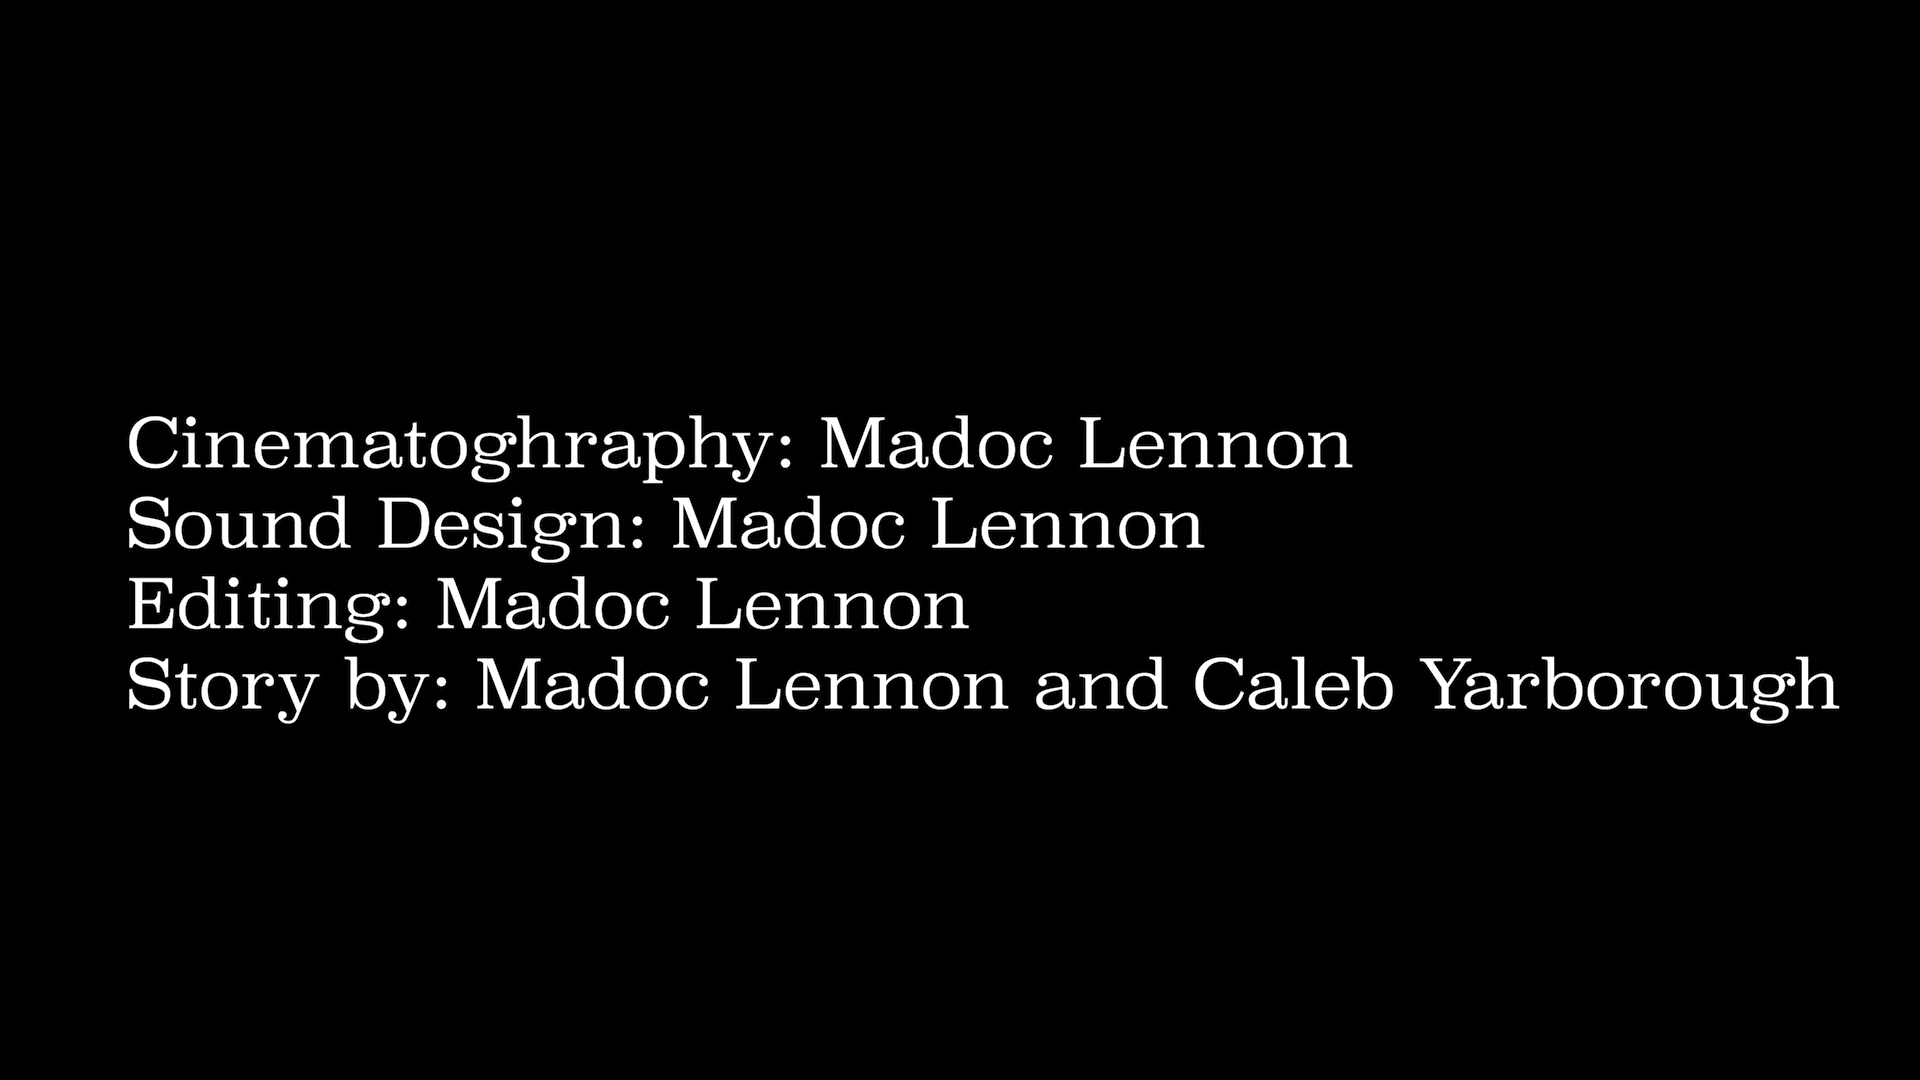 Cinematoghraphy: Madoc Lennon
Sound Design: Madoc Lennon
Editing: Madoc Lennon
Story by: Madoc Lennon and Caleb Yarborough